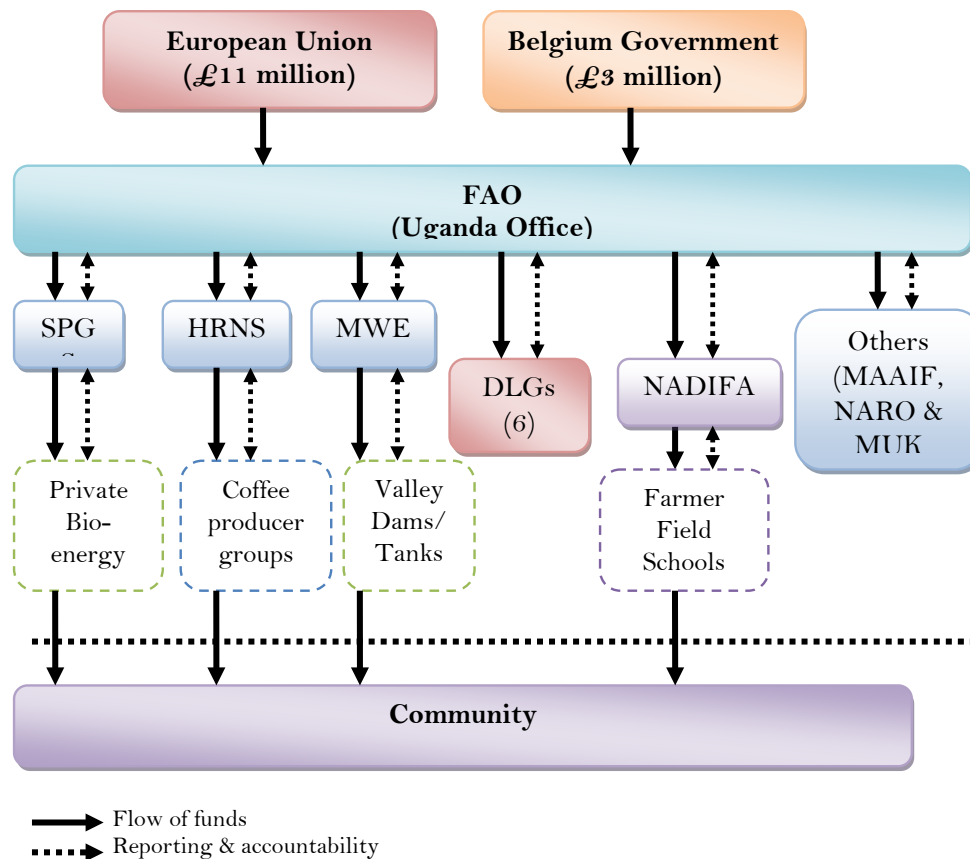 European Union
(£11 million)
Belgium Government
(£3 million)
FAO
(Uganda Office)
SPG
HRNS
MWE
DLGs
(6)
NADIFA
Others
(MAAIF,
NARO &
MUK
Private
Bio-
energy
Coffee
producer
groups
Valley
Dams/
Tanks
Farmer
Field
Schools
Community
Flow of funds
Reporting & accountability